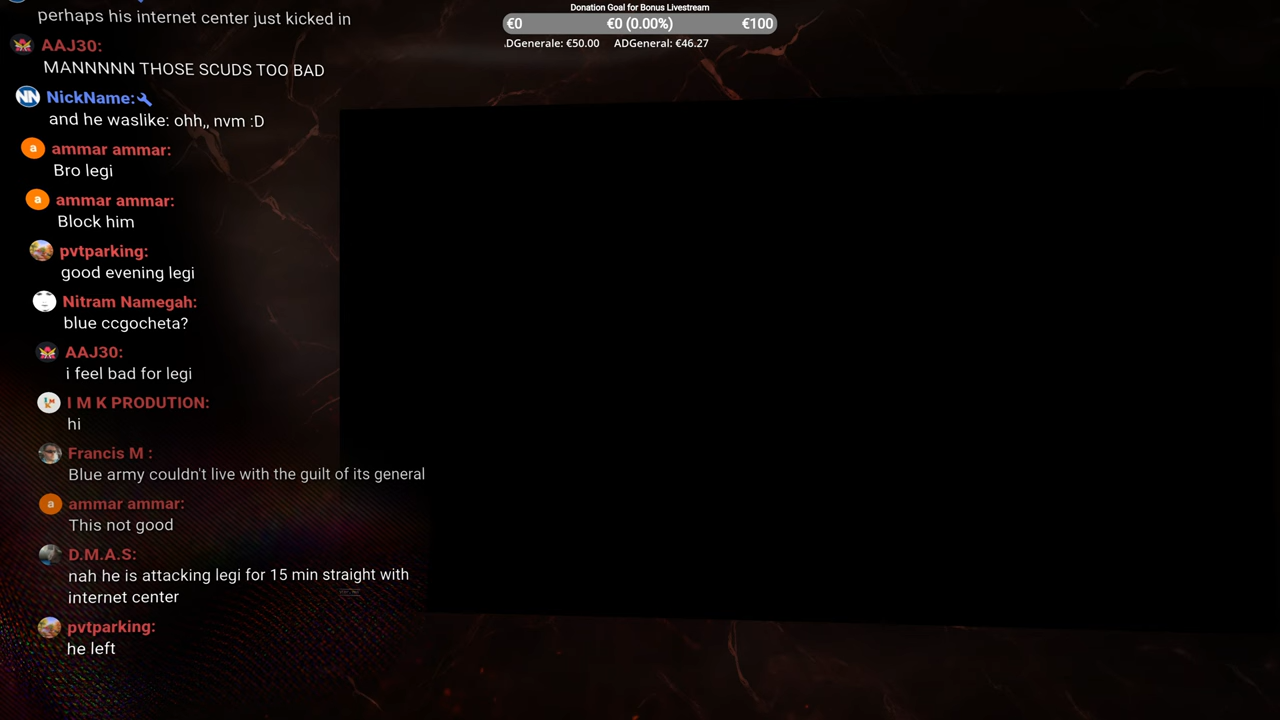 Donation Goal for Bonus Livestream
€0 €0 (0.00%) €100
.DGenerale: €50.00 ADGeneral: €46.27
perhaps his internet center just kicked in
AAJ30:
MANNNNN THOSE SCUDS TOO BAD
NN NickName:
and he waslike: ohh,, nvm :D
a ammar ammar:
Bro legi
a ammar ammar:
Block him
pvtparking:
good evening legi
Nitram Namegah:
blue ccgocheta?
AAJ30:
i feel bad for legi
I M K PRODUTION:
hi
Francis M :
Blue army couldn't live with the guilt of its general
a ammar ammar:
This not good
D.M.A.S:
nah he is attacking legi for 15 min straight with
internet center
pvtparking:
he left